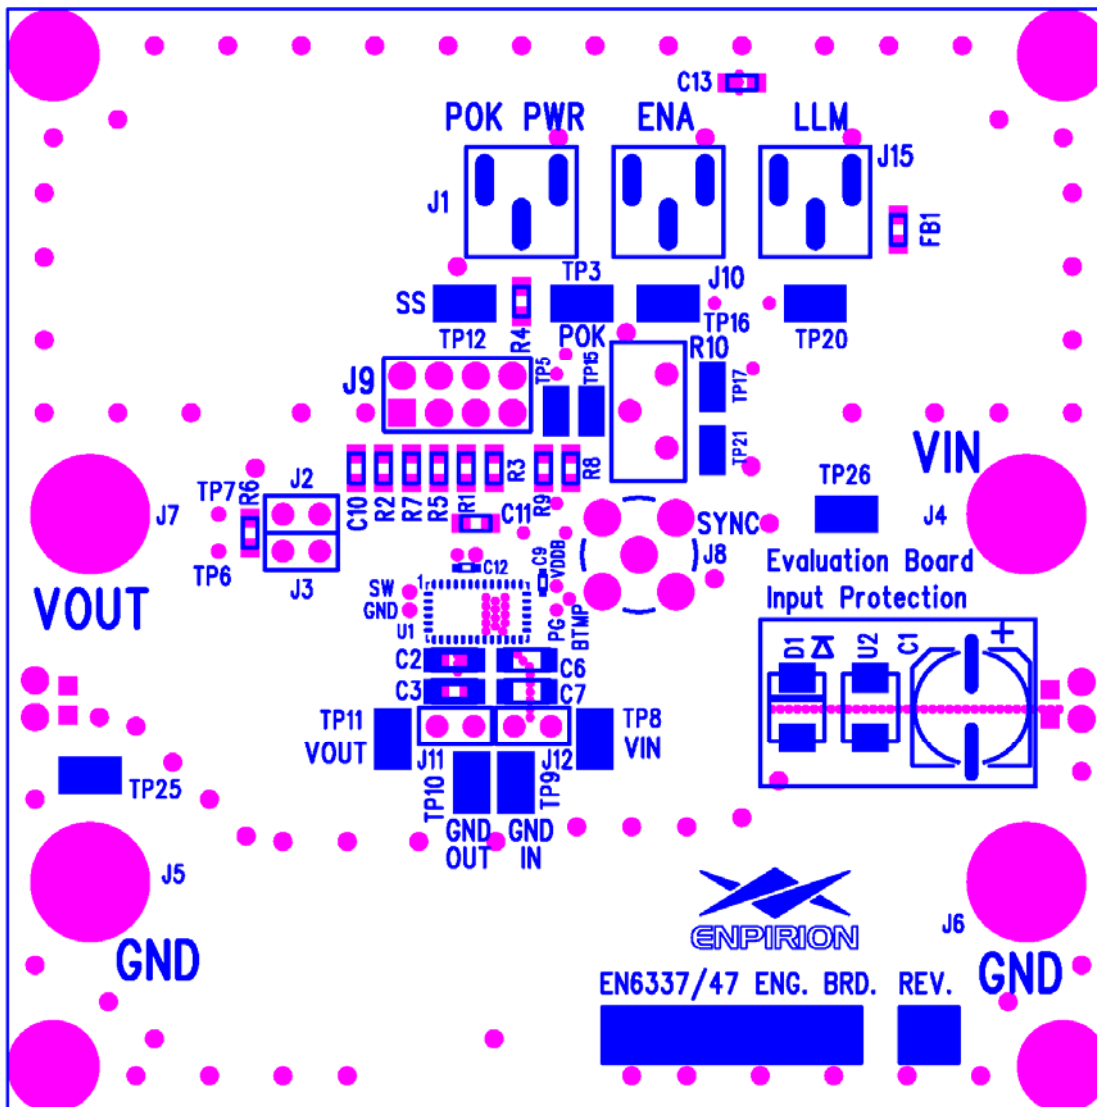 C13
POK PWR
ENA
LLM
J1
J15
FB1
TP3
J10
SS
TP12
R4
POK
TP16
TP20
J9
TP5
TP15
R10
TP17
TP21
VIN
TP26
J4
TP7
R6
J2
C10
R2
R7
R5
R1
R3
R9
R8
C11
J7
SYNC
J8
TP6
J3
VOUT
C12
C9
VDDB
SW
1
GND
U1
PG
BTMP
Evaluation Board
Input Protection
D1
U2
C1
+
C2
C6
C3
C7
TP11
VOUT
J11
J12
TP8
VIN
TP10
TP9
TP25
GND
OUT
GND
IN
J5
GND
ENPIRION
J6
GND
EN6337/47 ENG. BRD.
REV.